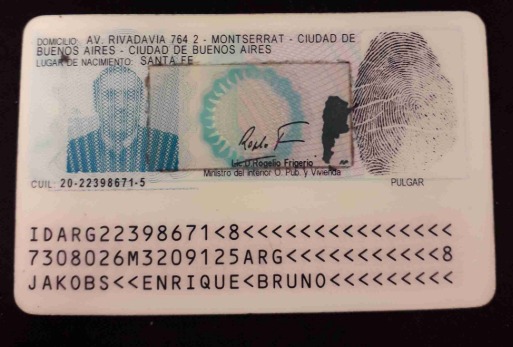 DOMICILIO: AV. RIVADAVIA 764 2 - MONTSERRAT - CIUDAD DE
BUENOS AIRES - CIUDAD DE BUENOS AIRES
LUGAR DE NACIMIENTO: SANTA FE
Lic. D Rogelio Frigerio
Ministro del Interior O. Pub. y Vivienda
CUIL: 20-22398671-5
PULGAR
IDARG22398671<8<<<<<<<<<<<<<<<
7308026M3209125ARG<<<<<<<<<<<8
JAKOBS<<ENRIQUE<BRUNO<<<<<<<<<